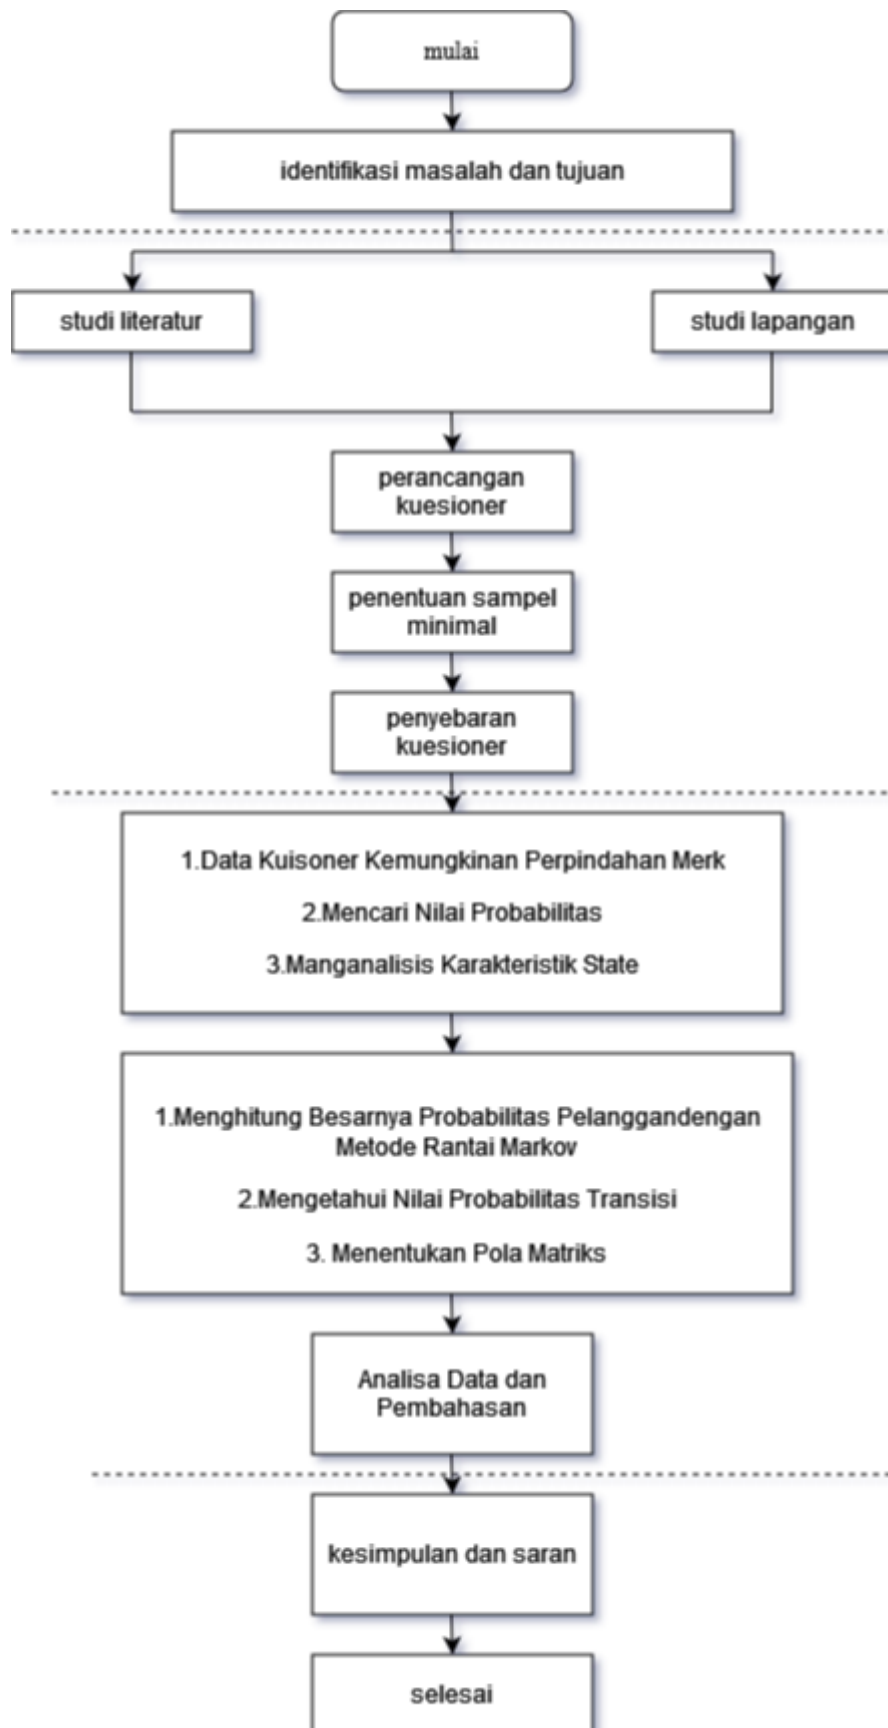 mulai
identifikasi masalah dan tujuan
studi literatur
studi lapangan
perancangan
kuesioner
penentuan sampel
minimal
penyebaran
kuesioner
1.Data Kuisoner Kemungkinan Perpindahan Merk
2.Mencari Nilai Probabilitas
3.Manganalisis Karakteristik State
1.Menghitung Besarnya Probabilitas Pelanggandengan
Metode Rantai Markov
2.Mengetahui Nilai Probabilitas Transisi
3. Menentukan Pola Matriks
Analisa Data dan
Pembahasan
kesimpulan dan saran
selesai